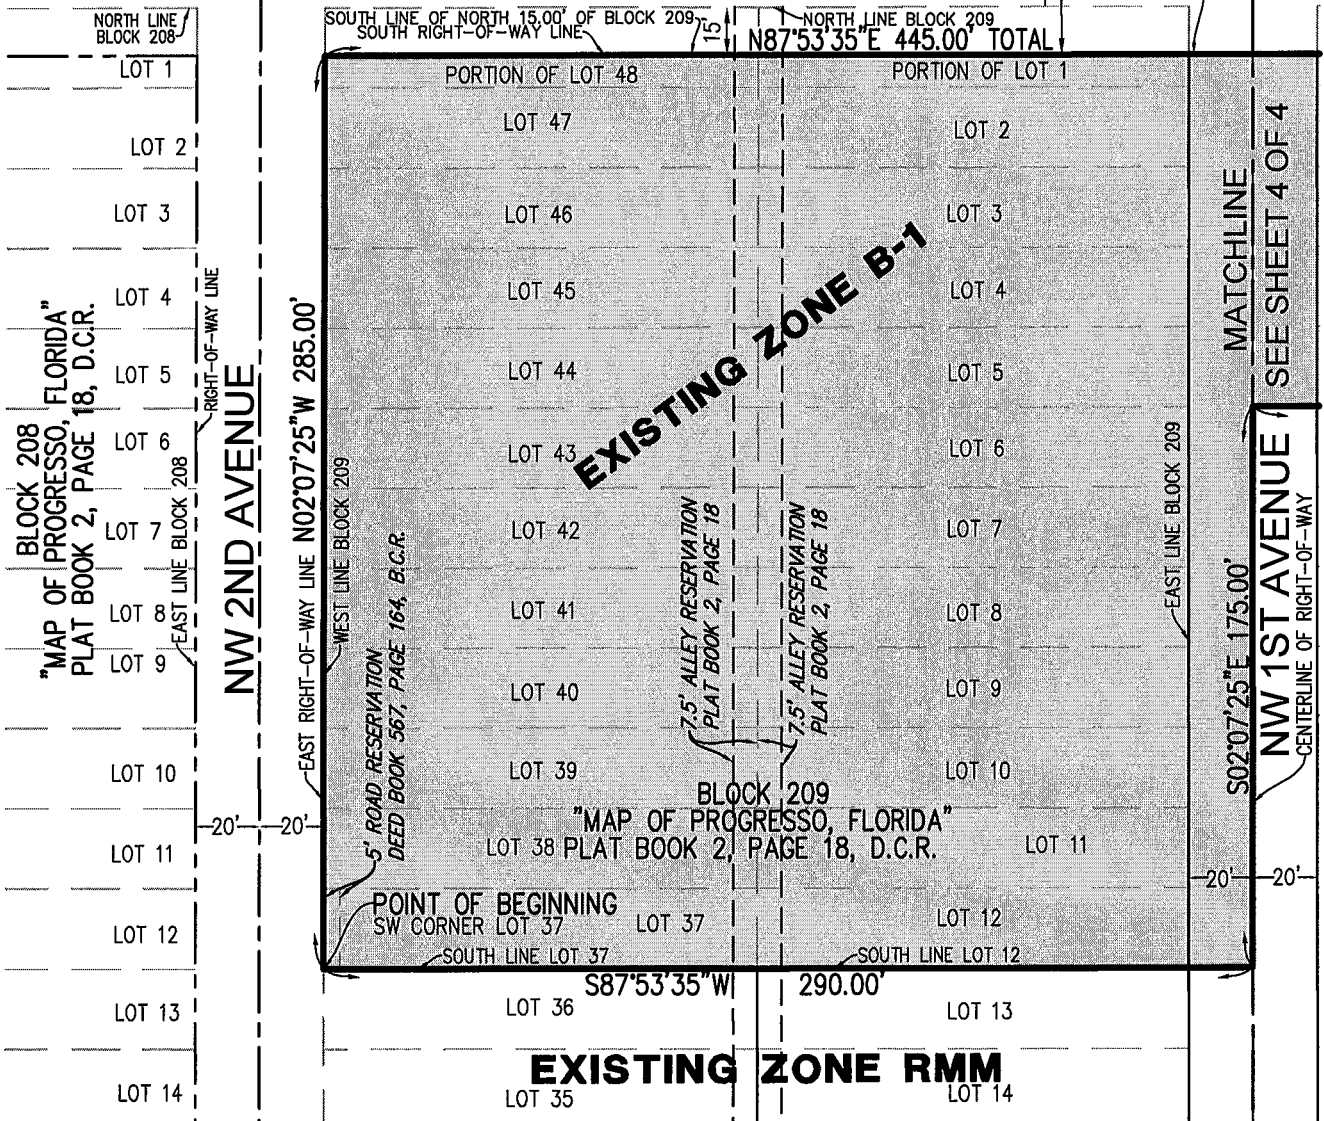 NORTH LINE
BLOCK 208
SOUTH LINE OF NORTH 15.00' OF BLOCK 209
SOUTH RIGHT-OF-WAY LINE
15'
NORTH LINE BLOCK 209
N87°53'35"E 445.00' TOTAL
LOT 1
LOT 2
LOT 3
LOT 4
LOT 5
LOT 6
LOT 7
LOT 8
LOT 9
LOT 10
LOT 11
LOT 12
LOT 13
LOT 14
BLOCK 208
"MAP OF PROGRESSO, FLORIDA"
PLAT BOOK 2, PAGE 18, D.C.R.
EAST LINE BLOCK 208
RIGHT-OF-WAY LINE
NW 2ND AVENUE
20'
20'
EAST RIGHT-OF-WAY LINE
N02°07'25"W 285.00'
WEST LINE BLOCK 209
5' ROAD RESERVATION
DEED BOOK 567, PAGE 164, B.C.R.
PORTION OF LOT 48
LOT 47
LOT 46
LOT 45
LOT 44
LOT 43
LOT 42
LOT 41
LOT 40
LOT 39
LOT 38
LOT 37
EXISTING ZONE B-1
7.5' ALLEY RESERVATION
PLAT BOOK 2, PAGE 18
7.5' ALLEY RESERVATION
PLAT BOOK 2, PAGE 18
PORTION OF LOT 1
LOT 2
LOT 3
LOT 4
LOT 5
LOT 6
LOT 7
LOT 8
LOT 9
LOT 10
LOT 11
LOT 12
BLOCK 209
"MAP OF PROGRESSO, FLORIDA"
PLAT BOOK 2, PAGE 18, D.C.R.
POINT OF BEGINNING
SW CORNER LOT 37
SOUTH LINE LOT 37
SOUTH LINE LOT 12
S87°53'35"W 290.00'
EAST LINE BLOCK 209
MATCHLINE
SEE SHEET 4 OF 4
S02°07'25"E 175.00'
NW 1ST AVENUE
CENTERLINE OF RIGHT-OF-WAY
20'
20'
LOT 36
LOT 13
EXISTING ZONE RMM
LOT 35
LOT 14